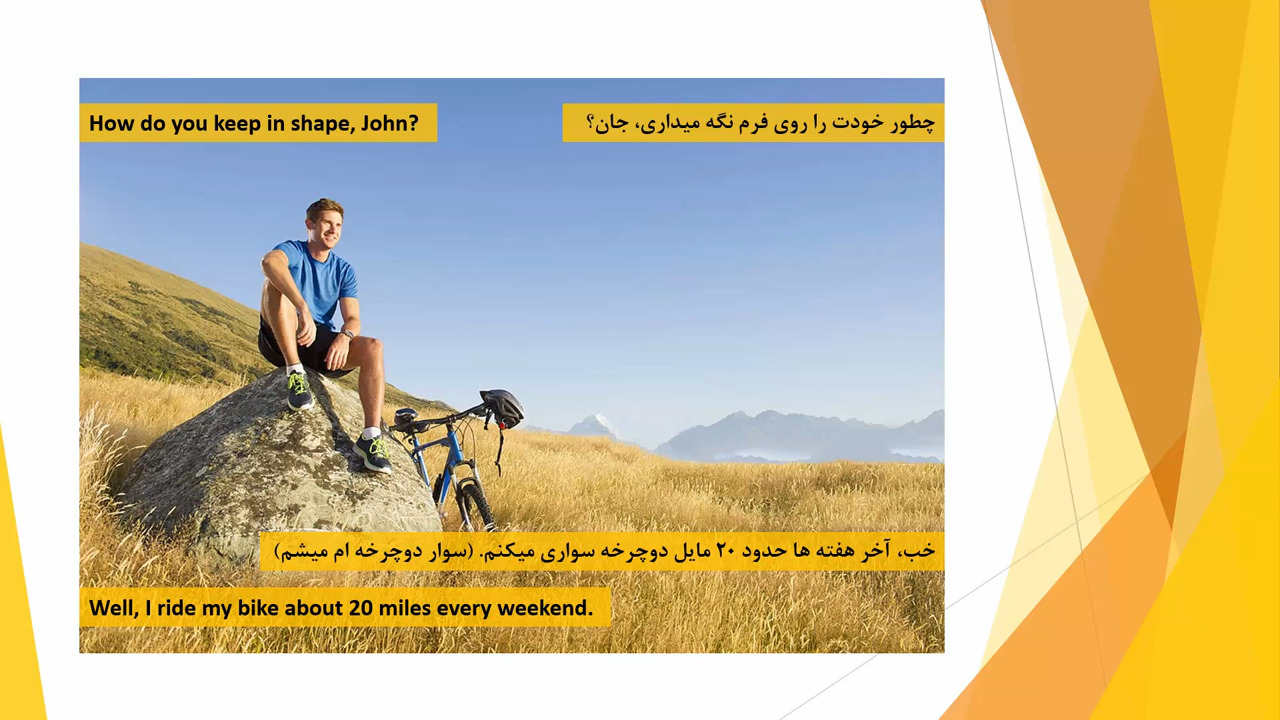 How do you keep in shape, John?
چطور خودت را روی فرم نگه میداری، جان؟
خب، آخر هفته ها حدود ۲۰ مایل دوچرخه سواری میکنم. (سوار دوچرخه ام میشم)
Well, I ride my bike about 20 miles every weekend.